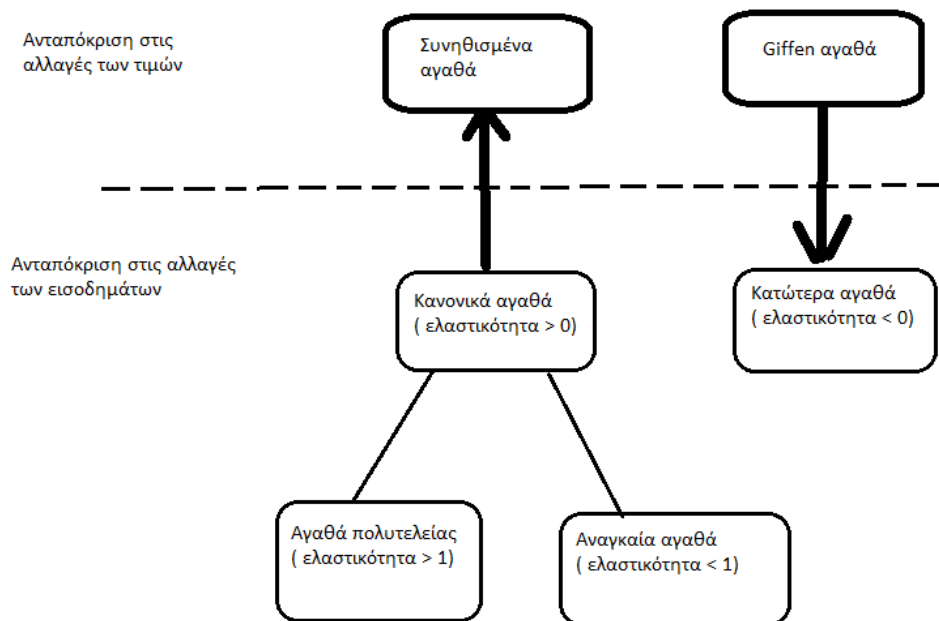 Ανταπόκριση στις
αλλαγές των τιμών
Συνηθισμένα
αγαθά
Giffen αγαθά
Ανταπόκριση στις αλλαγές
των εισοδημάτων
Κανονικά αγαθά
( ελαστικότητα > 0)
Κατώτερα αγαθά
( ελαστικότητα < 0)
Αγαθά πολυτελείας
( ελαστικότητα > 1)
Αναγκαία αγαθά
( ελαστικότητα < 1)